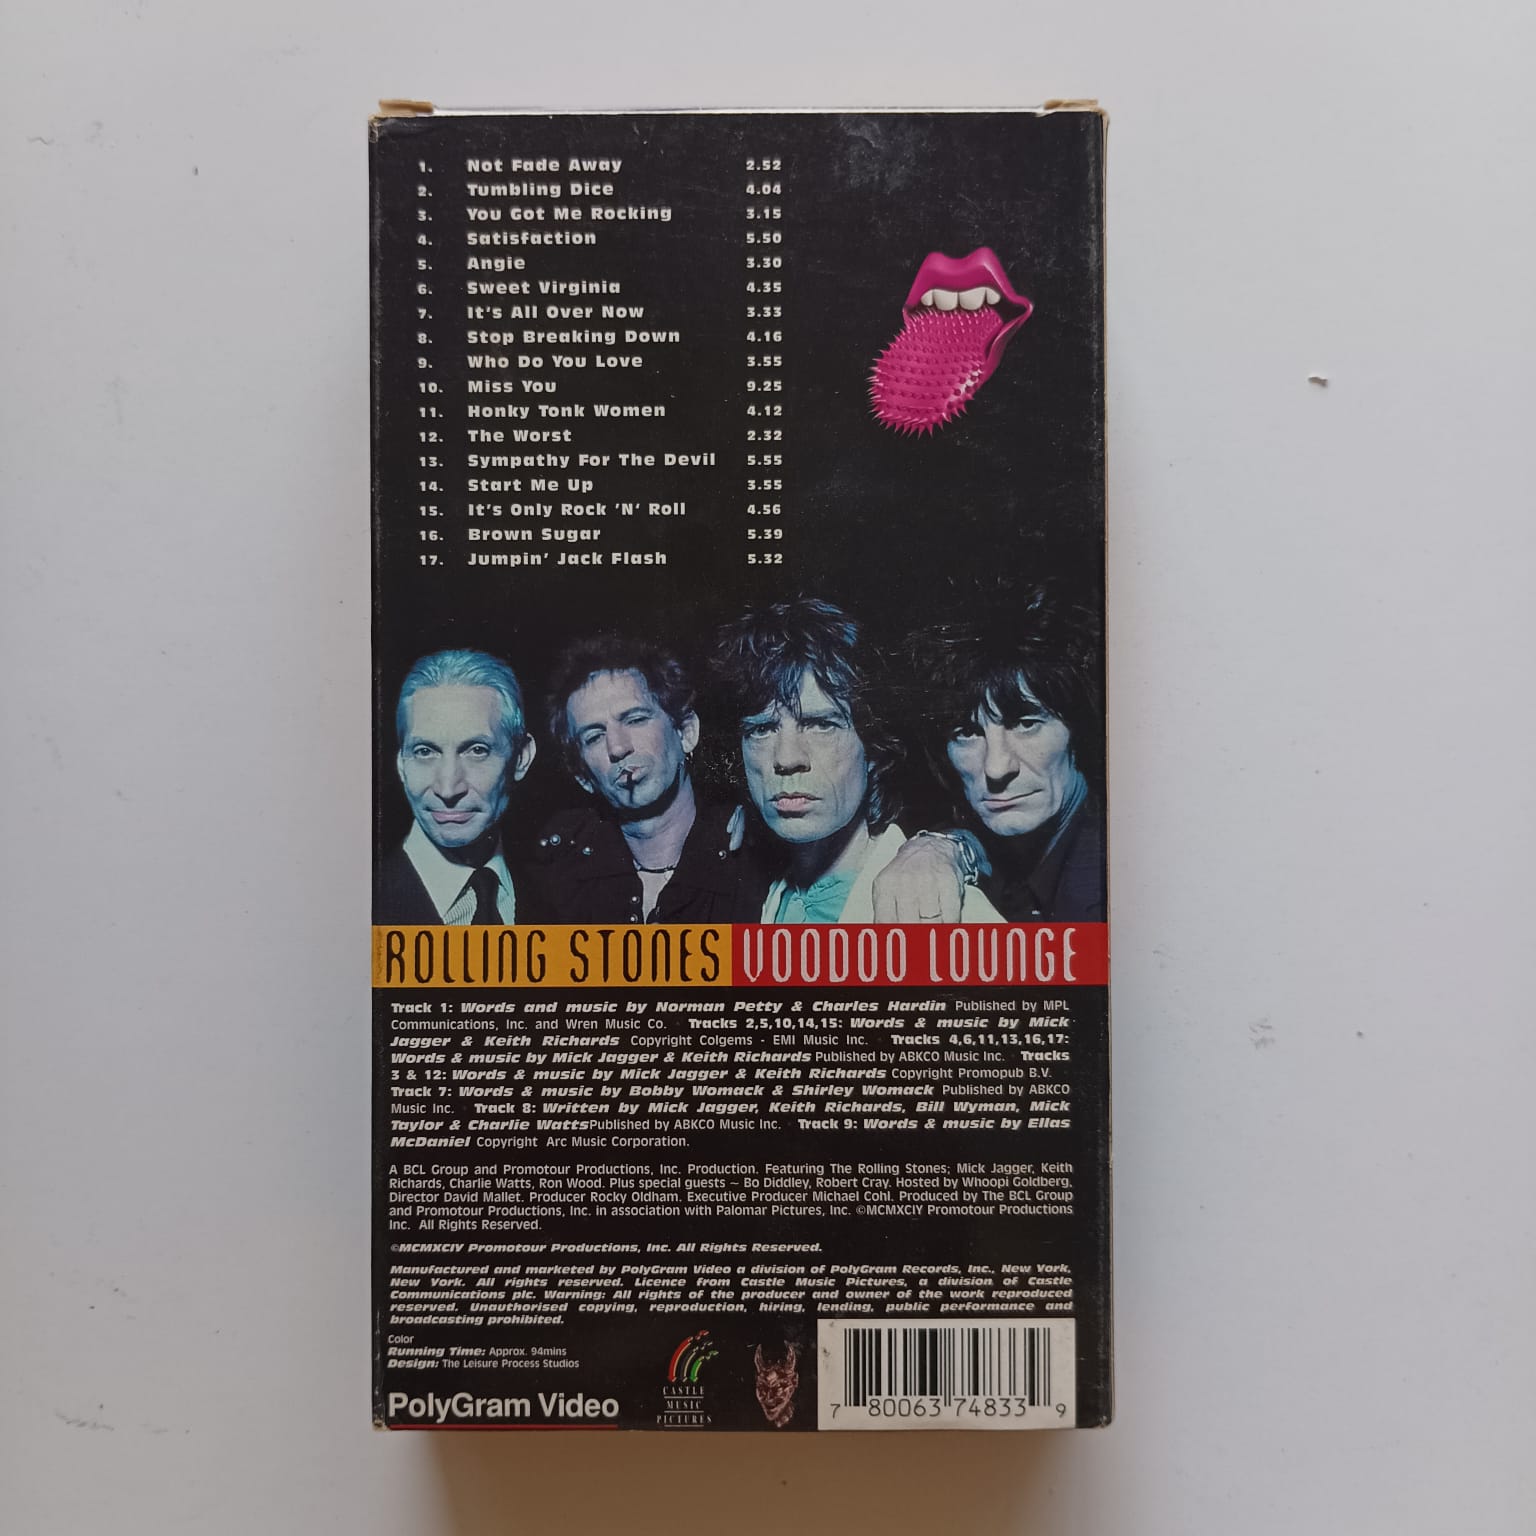 1. Not Fade Away 2.52
2. Tumbling Dice 4.04
3. You Got Me Rocking 3.15
4. Satisfaction 5.50
5. Angie 3.30
6. Sweet Virginia 4.35
7. It's All Over Now 3.33
8. Stop Breaking Down 4.16
9. Who Do You Love 3.55
10. Miss You 9.25
11. Honky Tonk Women 4.12
12. The Worst 2.32
13. Sympathy For The Devil 5.55
14. Start Me Up 3.55
15. It's Only Rock 'N' Roll 4.56
16. Brown Sugar 5.39
17. Jumpin' Jack Flash 5.32
ROLLING STONES VOODOO LOUNGE
Track 1: Words and music by Norman Petty & Charles Hardin Published by MPL
Communications, Inc. and Wren Music Co. Tracks 2,5,10,14,15: Words & music by Mick
Jagger & Keith Richards Copyright Colgems - EMI Music Inc. Tracks 4,6,11,13,16,17:
Words & music by Mick Jagger & Keith Richards Published by ABKCO Music Inc. Tracks
3 & 12: Words & music by Mick Jagger & Keith Richards Copyright Promopub B.V.
Track 7: Words & music by Bobby Womack & Shirley Womack Published by ABKCO
Music Inc. Track 8: Written by Mick Jagger, Keith Richards, Bill Wyman, Mick
Taylor & Charlie WattsPublished by ABKCO Music Inc. Track 9: Words & music by Ellas
McDaniel Copyright Arc Music Corporation.
A BCL Group and Promotour Productions, Inc. Production. Featuring The Rolling Stones; Mick Jagger, Keith
Richards, Charlie Watts, Ron Wood. Plus special guests ~ Bo Diddley, Robert Cray. Hosted by Whoopi Goldberg.
Director David Mallet. Producer Rocky Oldham. Executive Producer Michael Cohl. Produced by The BCL Group
and Promotour Productions, Inc. in association with Palomar Pictures, Inc. ©MCMXCIY Promotour Productions
Inc. All Rights Reserved.
©MCMXCIY Promotour Productions, Inc. All Rights Reserved.
Manufactured and marketed by PolyGram Video a division of PolyGram Records, Inc., New York,
New York. All rights reserved. Licence from Castle Music Pictures, a division of Castle
Communications plc. Warning: All rights of the producer and owner of the work reproduced
reserved. Unauthorised copying, reproduction, hiring, lending, public performance and
broadcasting prohibited.
Color
Running Time: Approx. 94mins
Design: The Leisure Process Studios
PolyGram Video
CASTLE
MUSIC
PICTURES
7 80063 74833 9